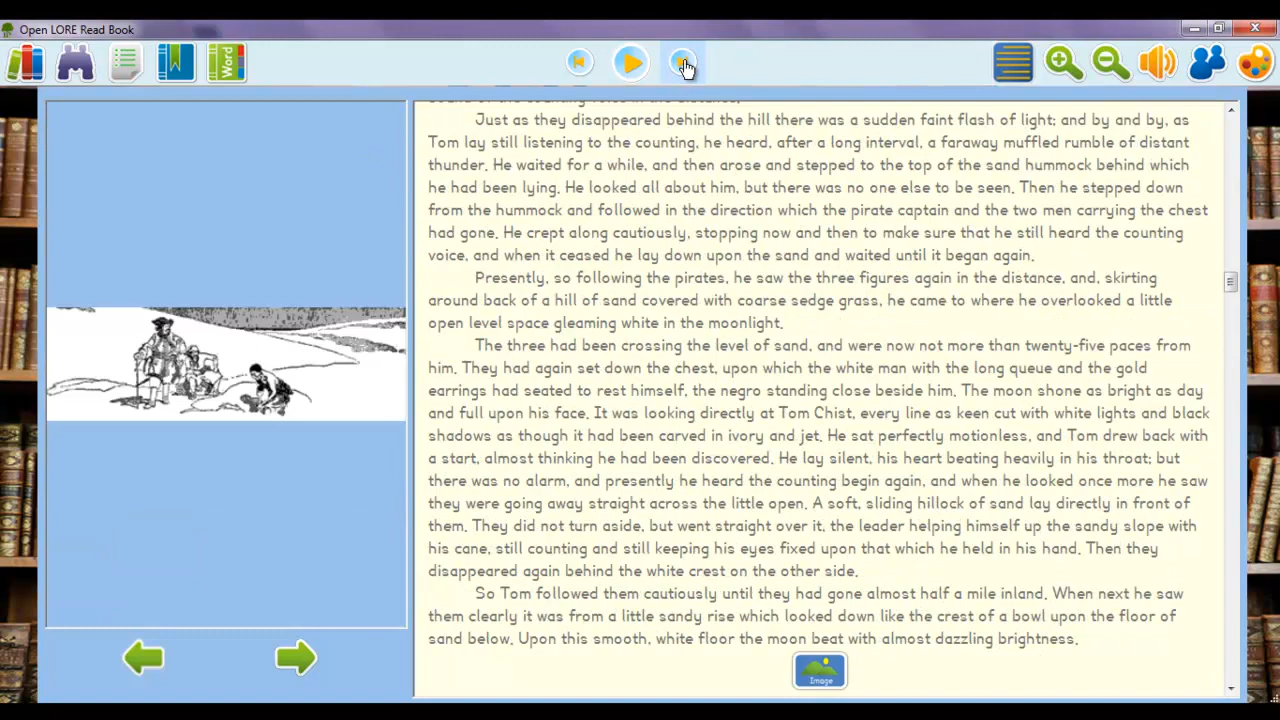 Open LORE Read Book
Word
Just as they disappeared behind the hill there was a sudden faint flash of light; and by and by, as
Tom lay still listening to the counting, he heard, after a long interval, a faraway muffled rumble of distant
thunder. He waited for a while, and then arose and stepped to the top of the sand hummock behind which
he had been lying. He looked all about him, but there was no one else to be seen. Then he stepped down
from the hummock and followed in the direction which the pirate captain and the two men carrying the chest
had gone. He crept along cautiously, stopping now and then to make sure that he still heard the counting
voice, and when it ceased he lay down upon the sand and waited until it began again.
Presently, so following the pirates, he saw the three figures again in the distance, and, skirting
around back of a hill of sand covered with coarse sedge grass, he came to where he overlooked a little
open level space gleaming white in the moonlight.
The three had been crossing the level of sand, and were now not more than twenty-five paces from
him. They had again set down the chest, upon which the white man with the long queue and the gold
earrings had seated to rest himself, the negro standing close beside him. The moon shone as bright as day
and full upon his face. It was looking directly at Tom Chist, every line as keen cut with white lights and black
shadows as though it had been carved in ivory and jet. He sat perfectly motionless, and Tom drew back with
a start, almost thinking he had been discovered. He lay silent, his heart beating heavily in his throat; but
there was no alarm, and presently he heard the counting begin again, and when he looked once more he saw
they were going away straight across the little open. A soft, sliding hillock of sand lay directly in front of
them. They did not turn aside, but went straight over it, the leader helping himself up the sandy slope with
his cane, still counting and still keeping his eyes fixed upon that which he held in his hand. Then they
disappeared again behind the white crest on the other side.
So Tom followed them cautiously until they had gone almost half a mile inland. When next he saw
them clearly it was from a little sandy rise which looked down like the crest of a bowl upon the floor of
sand below. Upon this smooth, white floor the moon beat with almost dazzling brightness.
Image